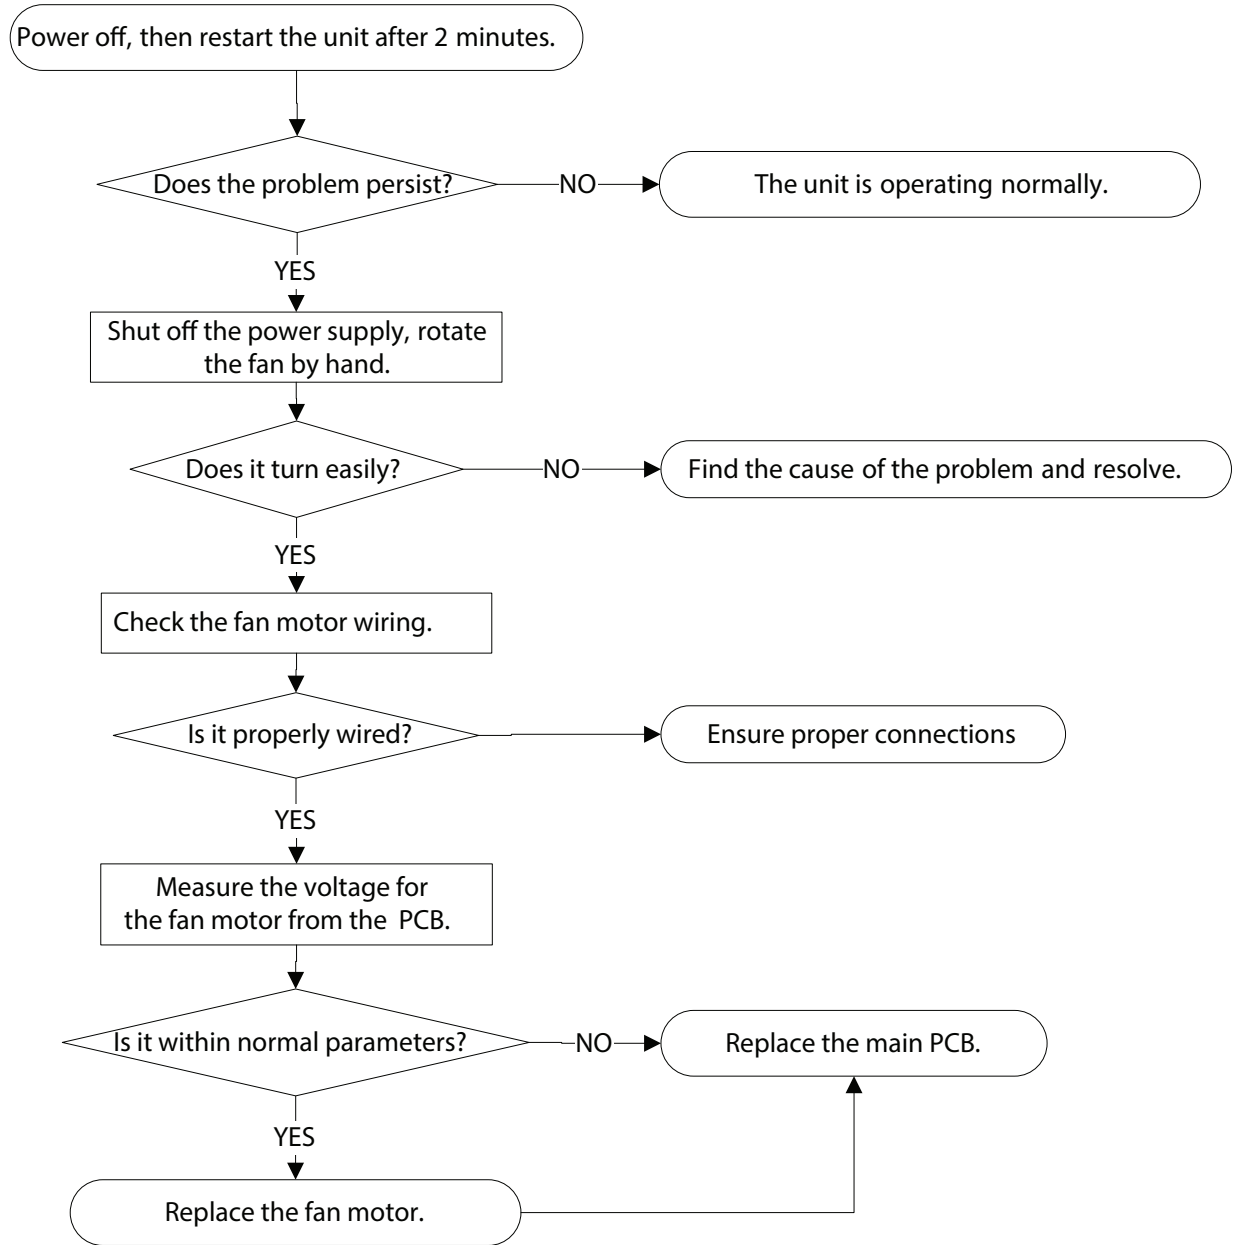 Power off, then restart the unit after 2 minutes.
Does the problem persist?
NO
The unit is operating normally.
YES
Shut off the power supply, rotate
the fan by hand.
Does it turn easily?
NO
Find the cause of the problem and resolve.
YES
Check the fan motor wiring.
Is it properly wired?
Ensure proper connections
YES
Measure the voltage for
the fan motor from the PCB.
Is it within normal parameters?
NO
Replace the main PCB.
YES
Replace the fan motor.